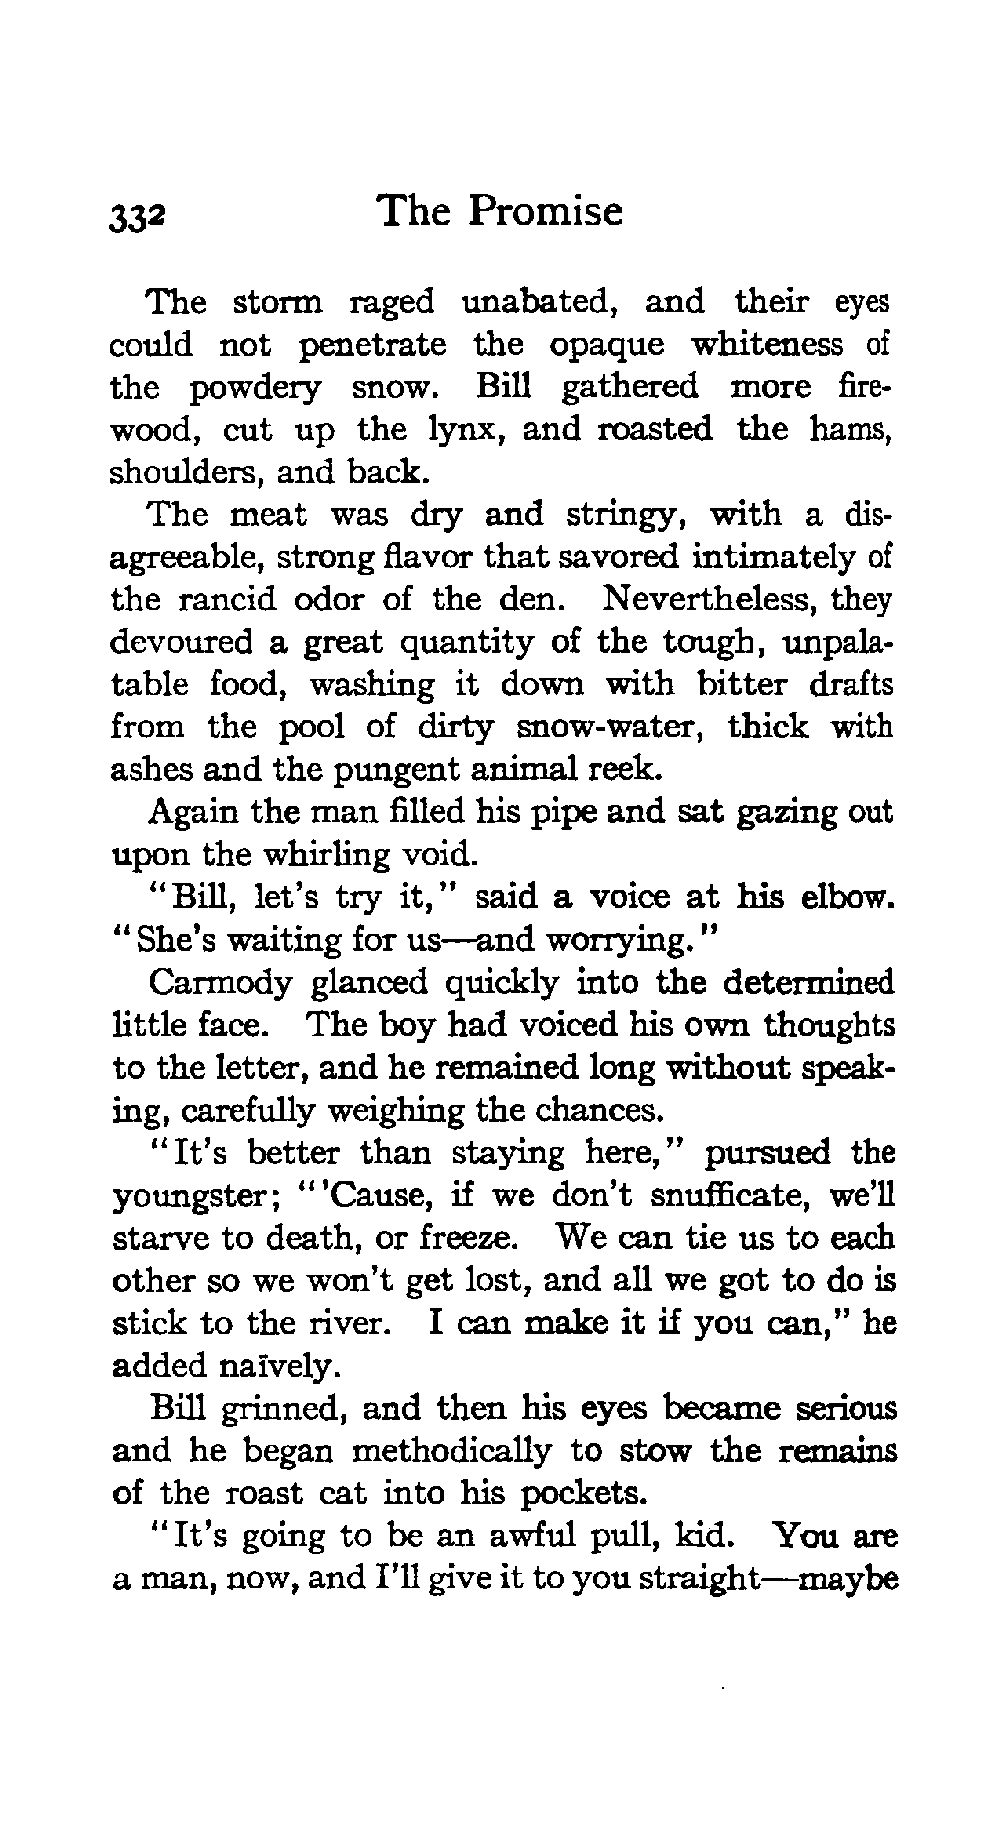 332 The Promise
The storm raged unabated, and their eyes
could not penetrate the opaque whiteness of
the powdery snow. Bill gathered more fire-
wood, cut up the lynx, and roasted the hams,
shoulders, and back.
The meat was dry and stringy, with a dis-
agreeable, strong flavor that savored intimately of
the rancid odor of the den. Nevertheless, they
devoured a great quantity of the tough, unpala-
table food, washing it down with bitter drafts
from the pool of dirty snow-water, thick with
ashes and the pungent animal reek.
Again the man filled his pipe and sat gazing out
upon the whirling void.
"Bill, let's try it," said a voice at his elbow.
"She's waiting for us—and worrying."
Carmody glanced quickly into the determined
little face. The boy had voiced his own thoughts
to the letter, and he remained long without speak-
ing, carefully weighing the chances.
"It's better than staying here," pursued the
youngster; "'Cause, if we don't snufficate, we'll
starve to death, or freeze. We can tie us to each
other so we won't get lost, and all we got to do is
stick to the river. I can make it if you can," he
added naïvely.
Bill grinned, and then his eyes became serious
and he began methodically to stow the remains
of the roast cat into his pockets.
"It's going to be an awful pull, kid. You are
a man, now, and I'll give it to you straight—maybe